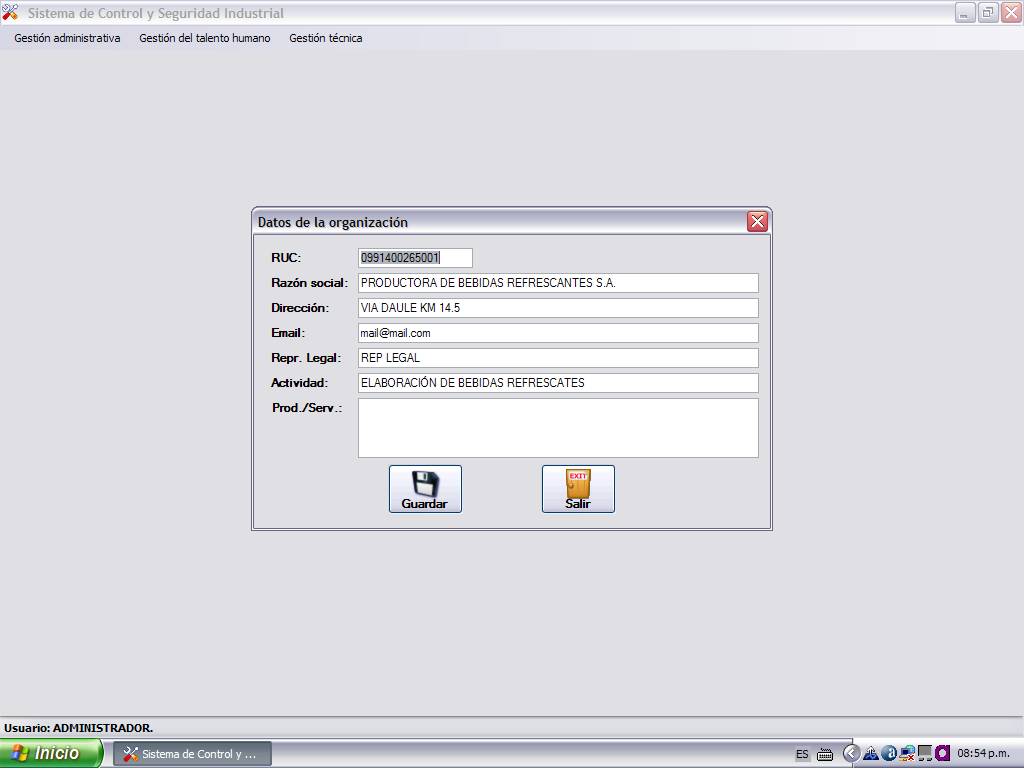 Sistema de Control y Seguridad Industrial
Gestión administrativa Gestión del talento humano Gestión técnica
Datos de la organización
RUC: 0991400265001
Razón social: PRODUCTORA DE BEBIDAS REFRESCANTES S.A.
Dirección: VIA DAULE KM 14.5
Email: mail@mail.com
Repr. Legal: REP LEGAL
Actividad: ELABORACIÓN DE BEBIDAS REFRESCATES
Prod./Serv.:
EXIT
Guardar Salir
Usuario: ADMINISTRADOR.
Inicio Sistema de Control y ... ES a 08:54 p.m.